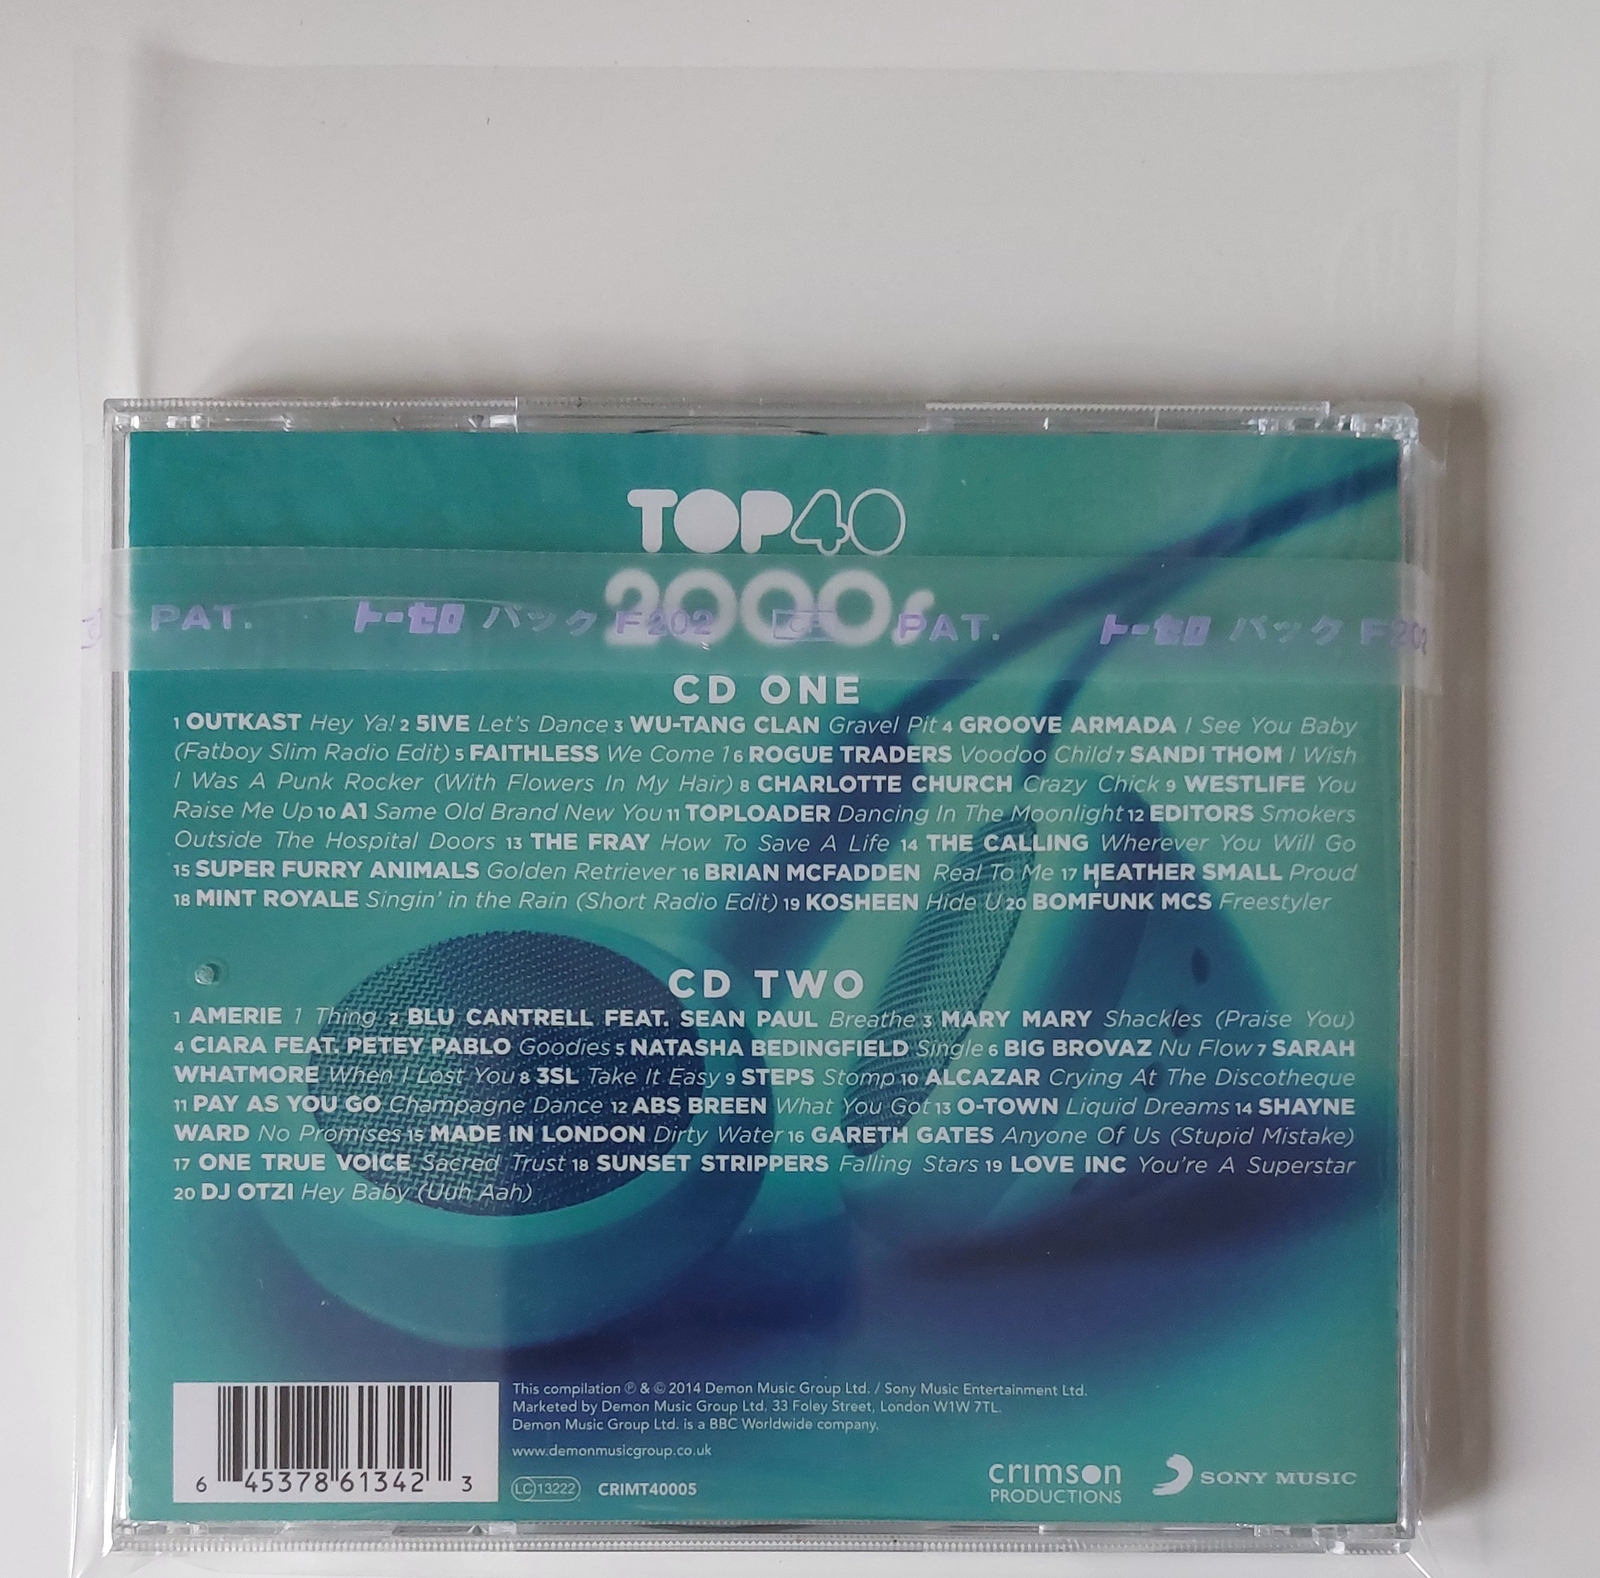 TOP40
2000s
PAT. トーセロ パック F202 PAT. トーセロ パック
CD ONE
1 OUTKAST Hey Ya! 2 5IVE Let's Dance 3 WU-TANG CLAN Gravel Pit 4 GROOVE ARMADA I See You Baby
(Fatboy Slim Radio Edit) 5 FAITHLESS We Come 1 6 ROGUE TRADERS Voodoo Child 7 SANDI THOM I Wish
I Was A Punk Rocker (With Flowers In My Hair) 8 CHARLOTTE CHURCH Crazy Chick 9 WESTLIFE You
Raise Me Up 10 A1 Same Old Brand New You 11 TOPLOADER Dancing In The Moonlight 12 EDITORS Smokers
Outside The Hospital Doors 13 THE FRAY How To Save A Life 14 THE CALLING Wherever You Will Go
15 SUPER FURRY ANIMALS Golden Retriever 16 BRIAN MCFADDEN Real To Me 17 HEATHER SMALL Proud
18 MINT ROYALE Singin' in the Rain (Short Radio Edit) 19 KOSHEEN Hide U 20 BOMFUNK MCS Freestyler
CD TWO
1 AMERIE 1 Thing 2 BLU CANTRELL FEAT. SEAN PAUL Breathe 3 MARY MARY Shackles (Praise You)
4 CIARA FEAT. PETEY PABLO Goodies 5 NATASHA BEDINGFIELD Single 6 BIG BROVAZ Nu Flow 7 SARAH
WHATMORE When I Lost You 8 3SL Take It Easy 9 STEPS Stomp 10 ALCAZAR Crying At The Discotheque
11 PAY AS YOU GO Champagne Dance 12 ABS BREEN What You Got 13 O-TOWN Liquid Dreams 14 SHAYNE
WARD No Promises 15 MADE IN LONDON Dirty Water 16 GARETH GATES Anyone Of Us (Stupid Mistake)
17 ONE TRUE VOICE Sacred Trust 18 SUNSET STRIPPERS Falling Stars 19 LOVE INC You're A Superstar
20 DJ OTZI Hey Baby (Uuh Aah)
This compilation ℗ & © 2014 Demon Music Group Ltd. / Sony Music Entertainment Ltd.
Marketed by Demon Music Group Ltd. 33 Foley Street, London W1W 7TL.
Demon Music Group Ltd. is a BBC Worldwide company.
www.demonmusicgroup.co.uk
6 45378 61342 3
LC 13222 CRIMT40005
crimson
PRODUCTIONS
SONY MUSIC